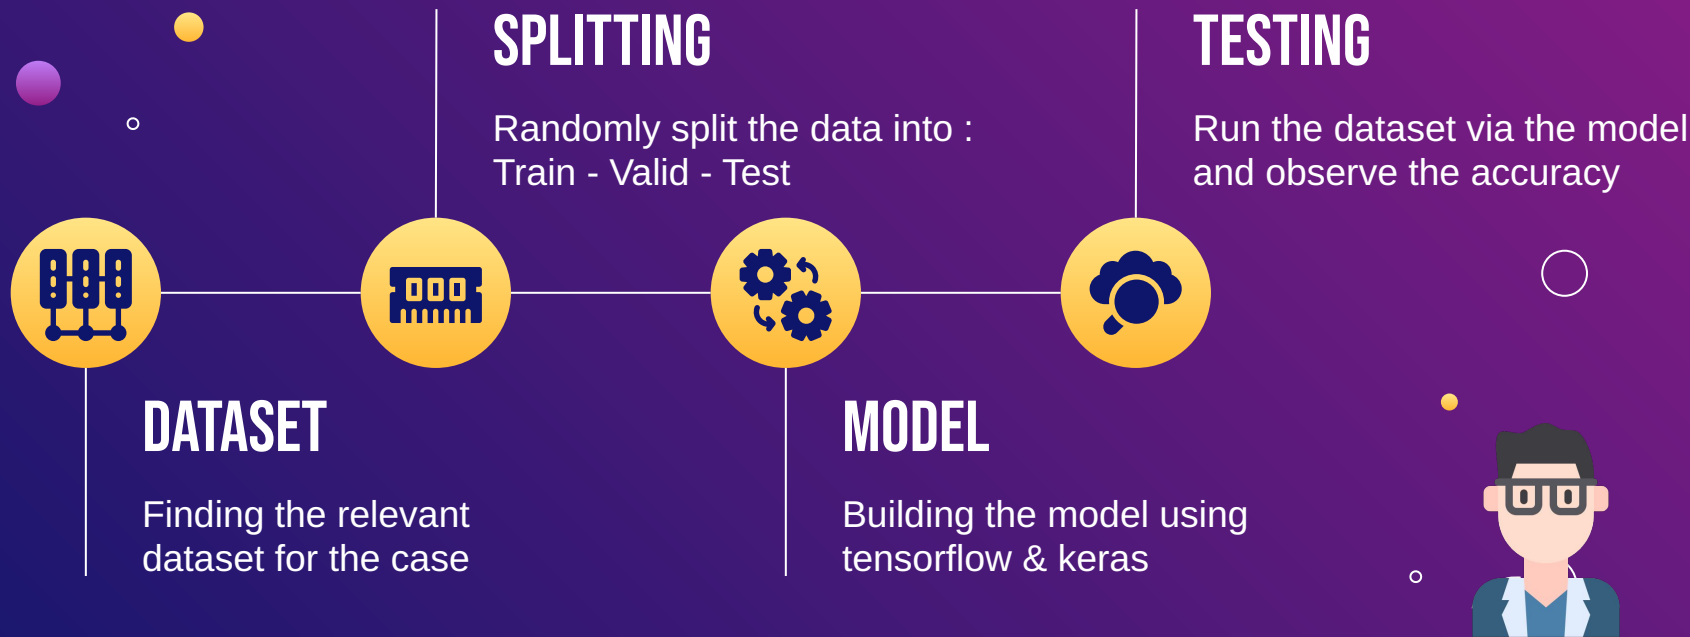 SPLITTING
Randomly split the data into :
Train - Valid - Test
TESTING
Run the dataset via the model
and observe the accuracy
DATASET
Finding the relevant
dataset for the case
MODEL
Building the model using
tensorflow & keras